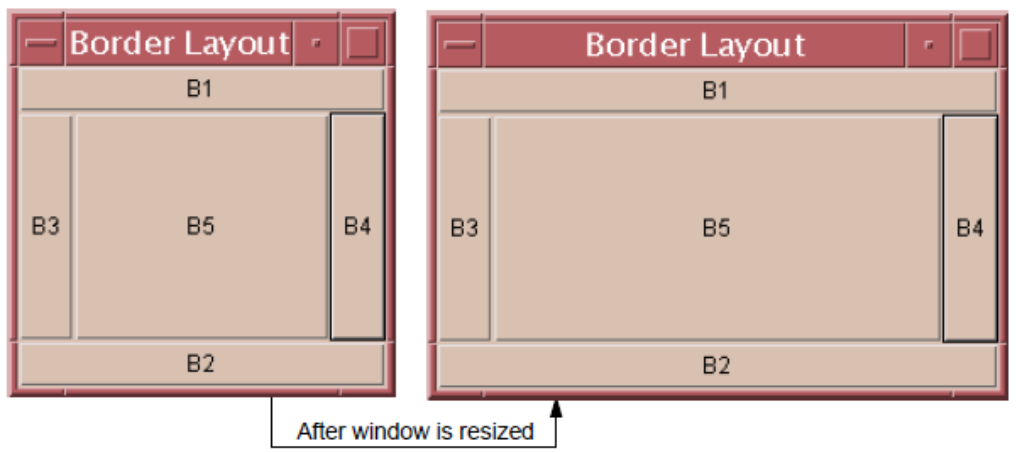 Border Layout
B1
B3
B5
B4
B2
Border Layout
B1
B3
B5
B4
B2
After window is resized